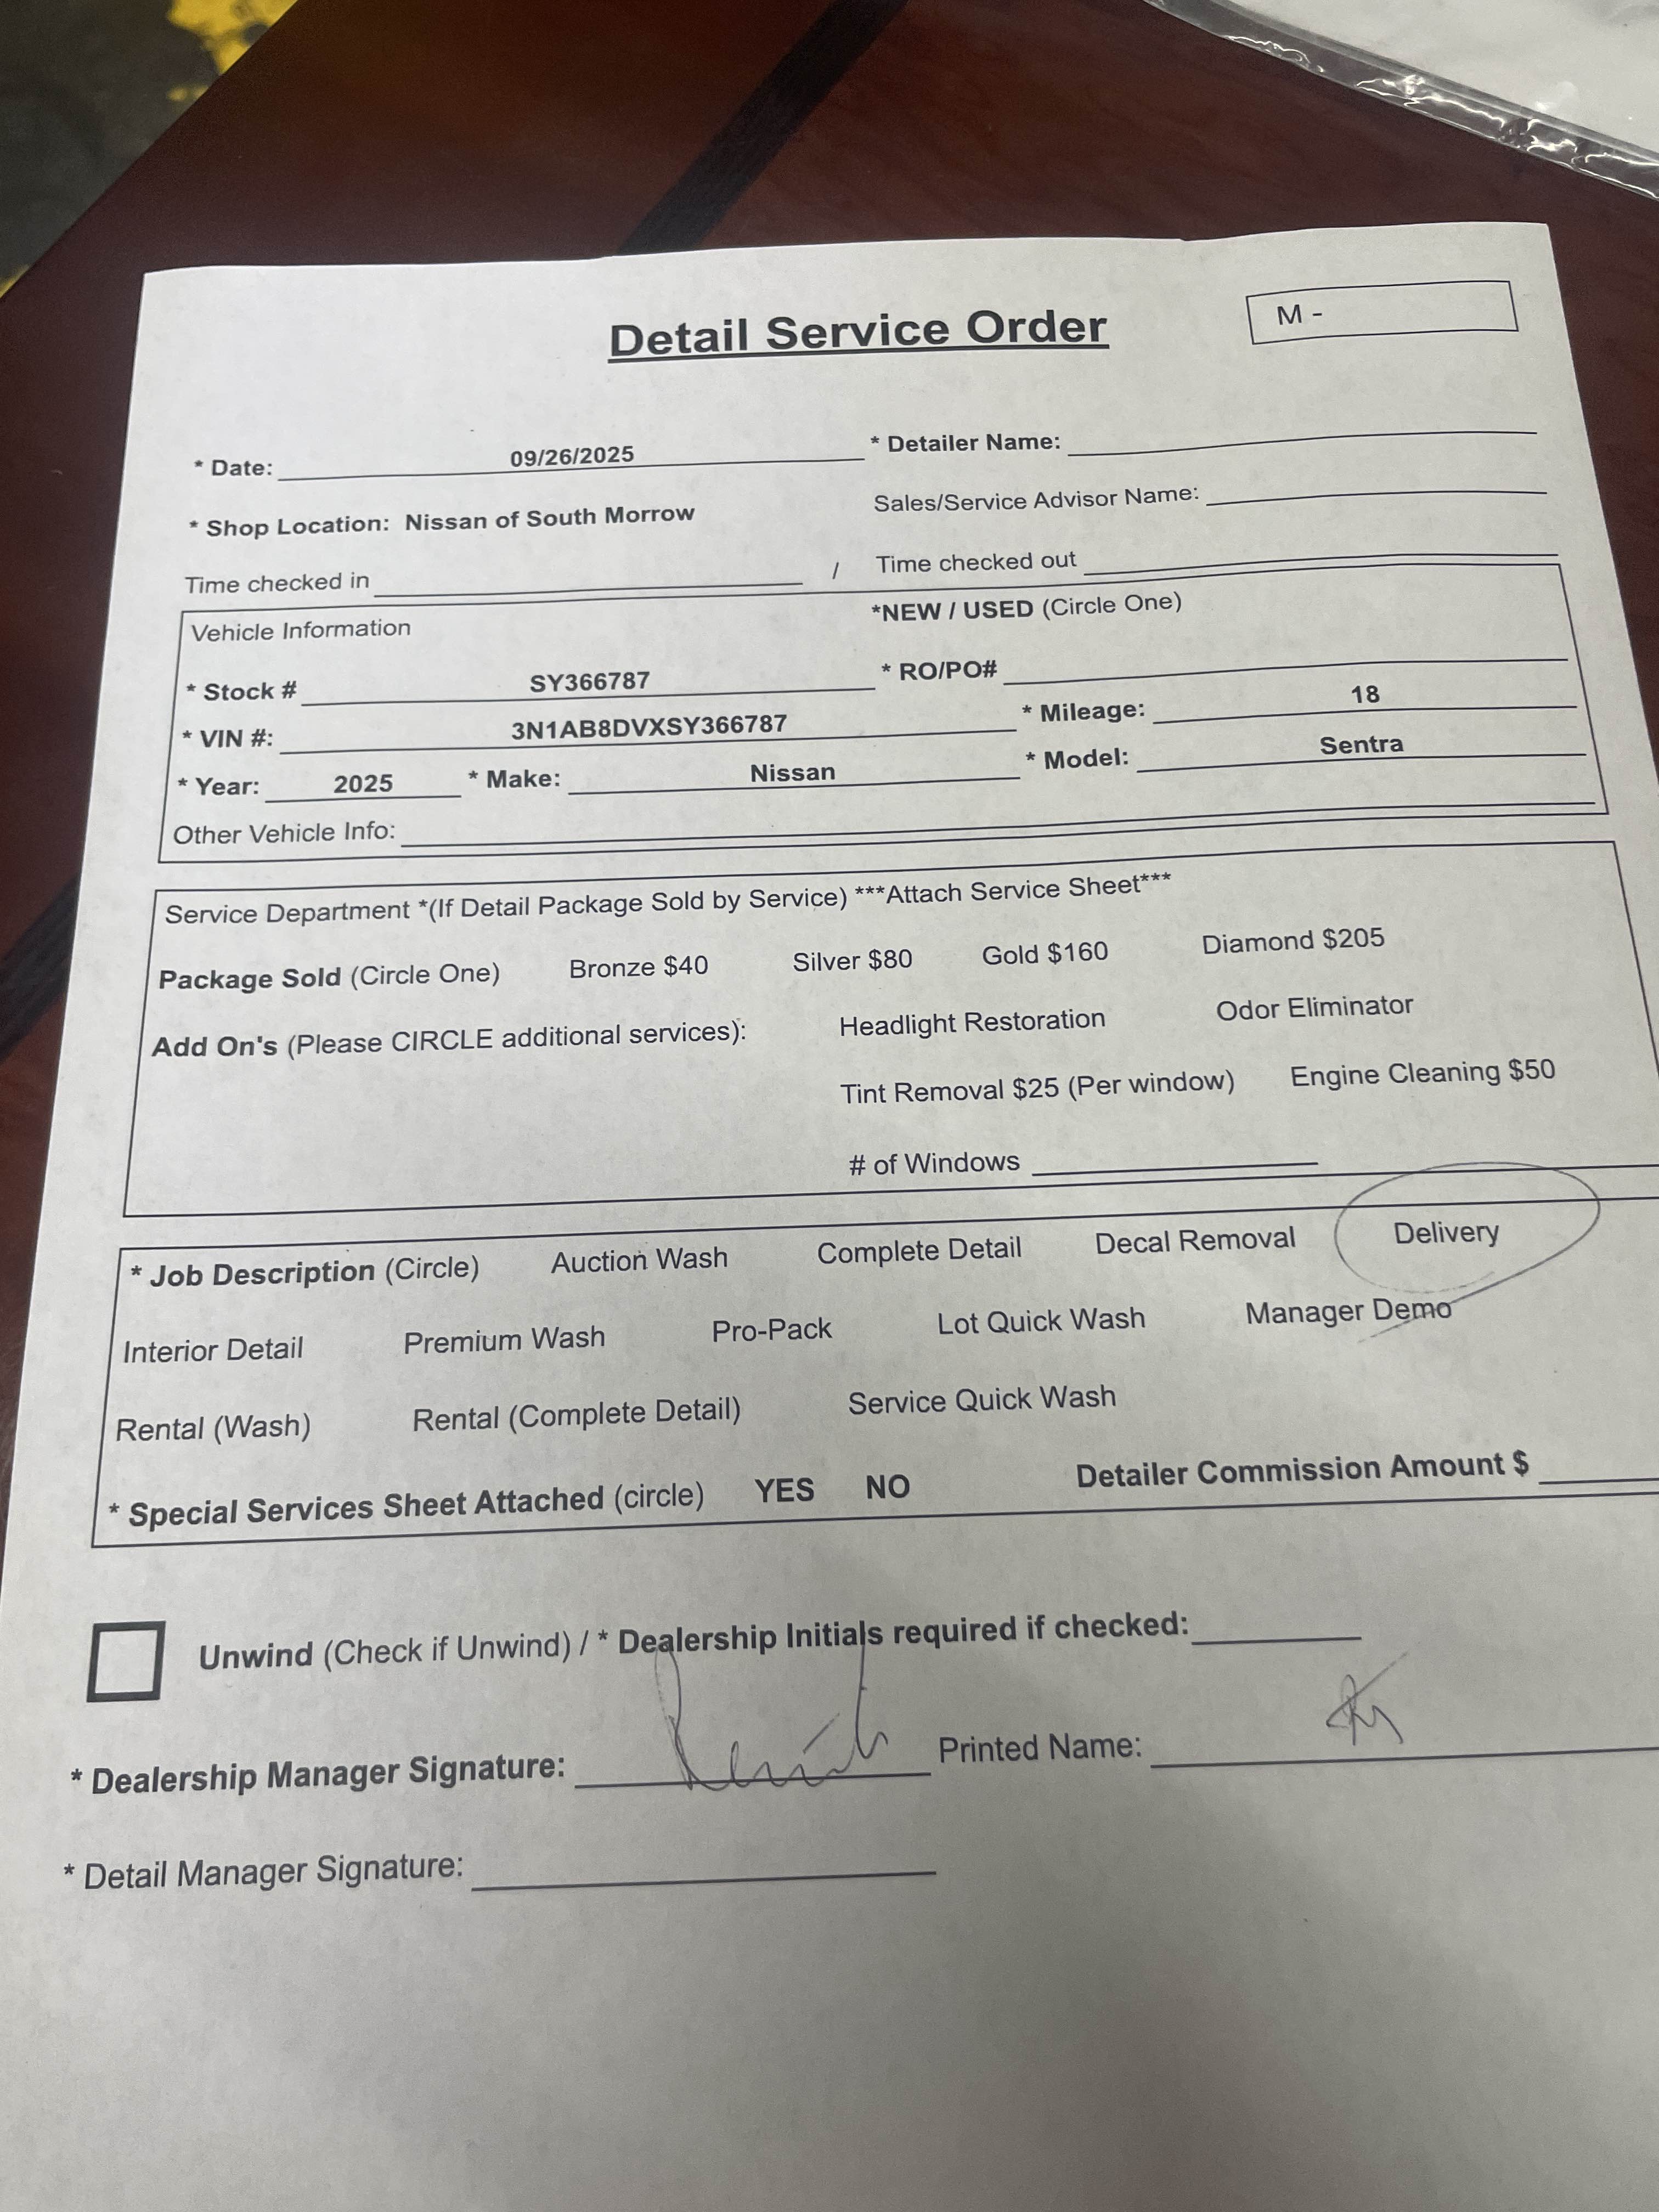 Detail Service Order
M -
* Date: 09/26/2025 * Detailer Name:
* Shop Location: Nissan of South Morrow Sales/Service Advisor Name:
Time checked in / Time checked out
Vehicle Information *NEW / USED (Circle One)
* Stock # SY366787 * RO/PO#
* VIN #: 3N1AB8DVXSY366787 * Mileage: 18
* Year: 2025 * Make: Nissan * Model: Sentra
Other Vehicle Info:
Service Department *(If Detail Package Sold by Service) ***Attach Service Sheet***
Package Sold (Circle One) Bronze $40 Silver $80 Gold $160 Diamond $205
Add On's (Please CIRCLE additional services): Headlight Restoration Odor Eliminator
Tint Removal $25 (Per window) Engine Cleaning $50
# of Windows
* Job Description (Circle) Auction Wash Complete Detail Decal Removal Delivery
Interior Detail Premium Wash Pro-Pack Lot Quick Wash Manager Demo
Rental (Wash) Rental (Complete Detail) Service Quick Wash
* Special Services Sheet Attached (circle) YES NO Detailer Commission Amount $
Unwind (Check if Unwind) / * Dealership Initials required if checked:
* Dealership Manager Signature: Printed Name:
* Detail Manager Signature: